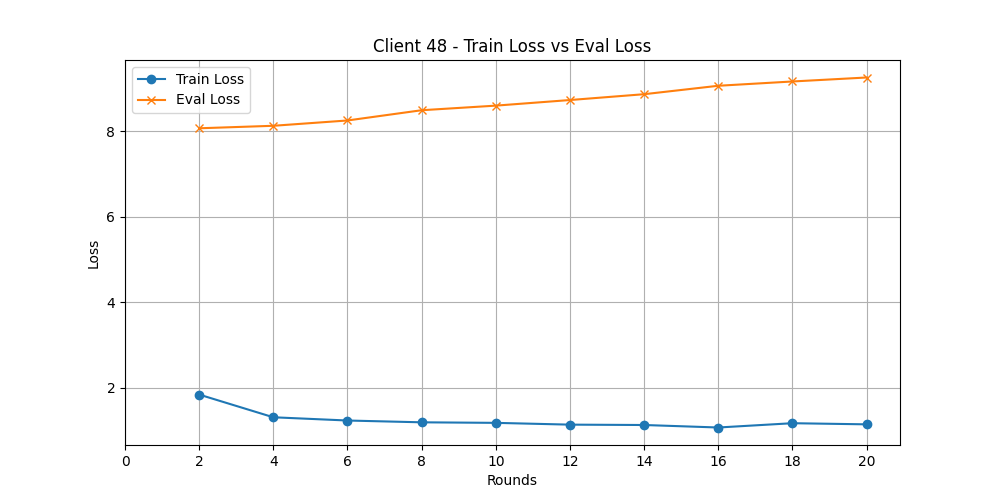 Client 48 - Train Loss vs Eval Loss
Train Loss
Eval Loss
8
6
4
2
Loss
0 2 4 6 8 10 12 14 16 18 20
Rounds